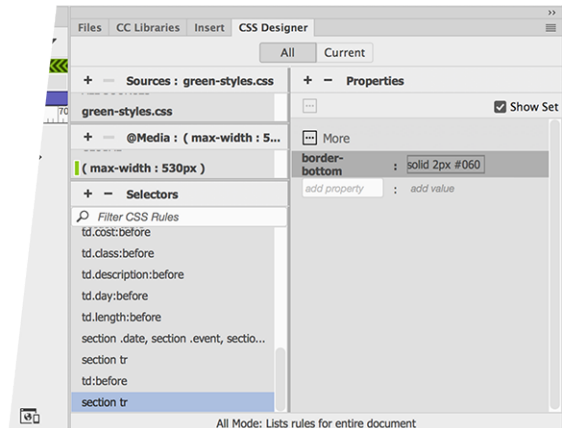 Files CC Libraries Insert CSS Designer
All Current
Sources : green-styles.css
Properties
green-styles.css
Show Set
70
@Media : ( max-width : 5...
More
( max-width : 530px )
border-bottom : solid 2px #060
add property : add value
Selectors
Filter CSS Rules
td.cost:before
td.class:before
td.description:before
td.day:before
td.length:before
section .date, section .event, sectio...
section tr
td:before
section tr
All Mode: Lists rules for entire document